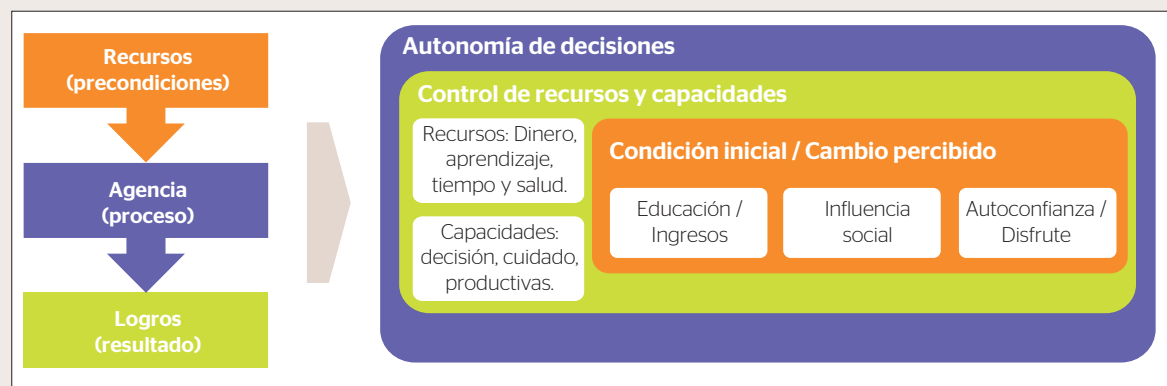 Recursos
(precondiciones)
Agencia
(proceso)
Logros
(resultado)
Autonomía de decisiones
Control de recursos y capacidades
Recursos: Dinero,
aprendizaje,
tiempo y salud.
Capacidades:
decisión, cuidado,
productivas.
Condición inicial / Cambio percibido
Educación /
Ingresos
Influencia
social
Autoconfianza /
Disfrute